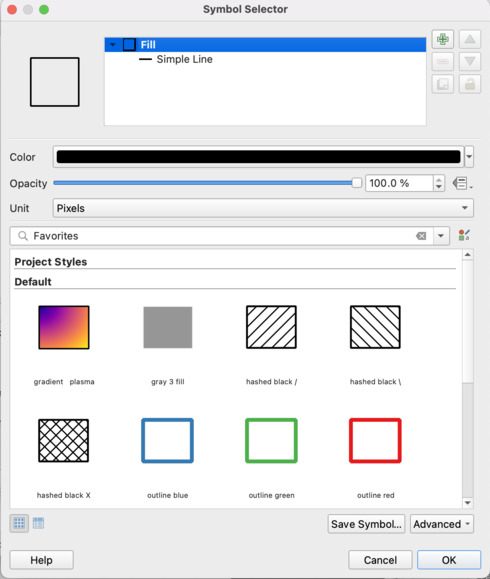 Symbol Selector
Fill
Simple Line
Color
Opacity 100.0 %
Unit Pixels
Favorites
Project Styles
Default
gradient plasma gray 3 fill hashed black / hashed black \
hashed black X outline blue outline green outline red
Save Symbol... Advanced
Help Cancel OK